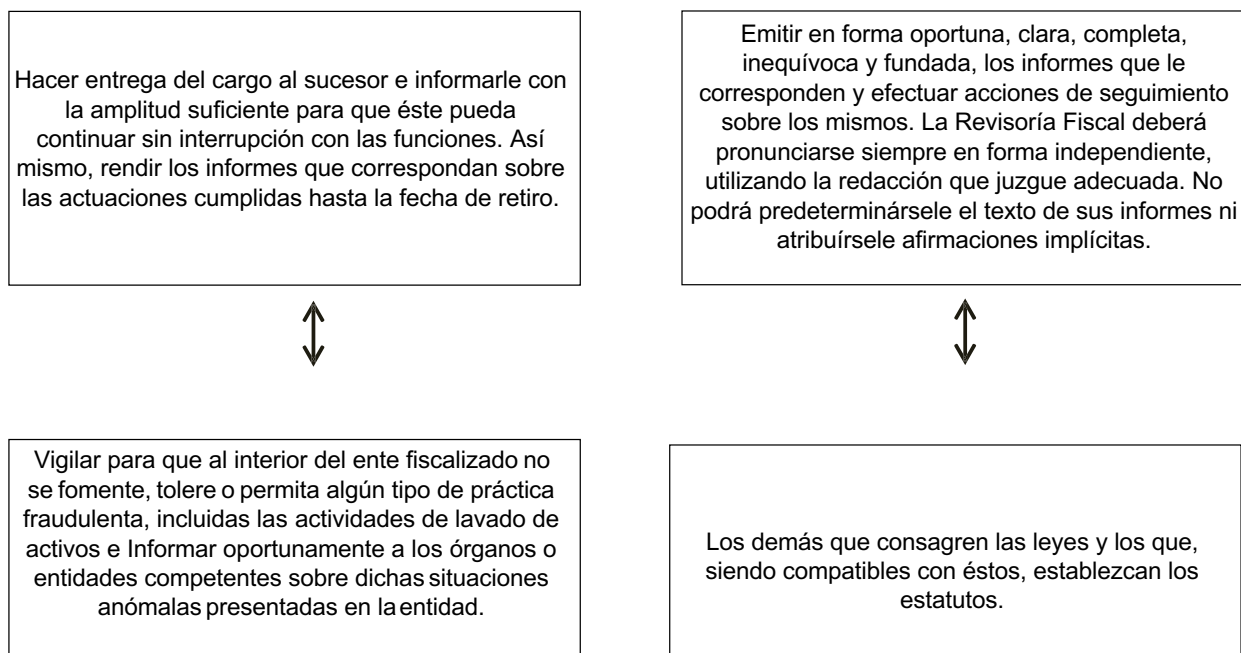 Hacer entrega del cargo al sucesor e informarle con
la amplitud suficiente para que éste pueda
continuar sin interrupción con las funciones. Así
mismo, rendir los informes que correspondan sobre
las actuaciones cumplidas hasta la fecha de retiro.
Emitir en forma oportuna, clara, completa,
inequívoca y fundada, los informes que le
corresponden y efectuar acciones de seguimiento
sobre los mismos. La Revisoría Fiscal deberá
pronunciarse siempre en forma independiente,
utilizando la redacción que juzgue adecuada. No
podrá predeterminársele el texto de sus informes ni
atribuírsele afirmaciones implícitas.
Vigilar para que al interior del ente fiscalizado no
se fomente, tolere o permita algún tipo de práctica
fraudulenta, incluidas las actividades de lavado de
activos e Informar oportunamente a los órganos o
entidades competentes sobre dichas situaciones
anómalas presentadas en la entidad.
Los demás que consagren las leyes y los que,
siendo compatibles con éstos, establezcan los
estatutos.